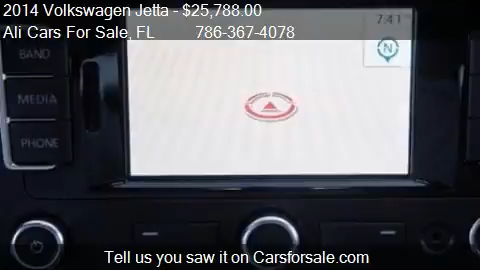 2014 Volkswagen Jetta - $25,788.00
Ali Cars For Sale, FL 786-367-4078
7:41
N
BAND
MEDIA
PHONE
Tell us you saw it on Carsforsale.com